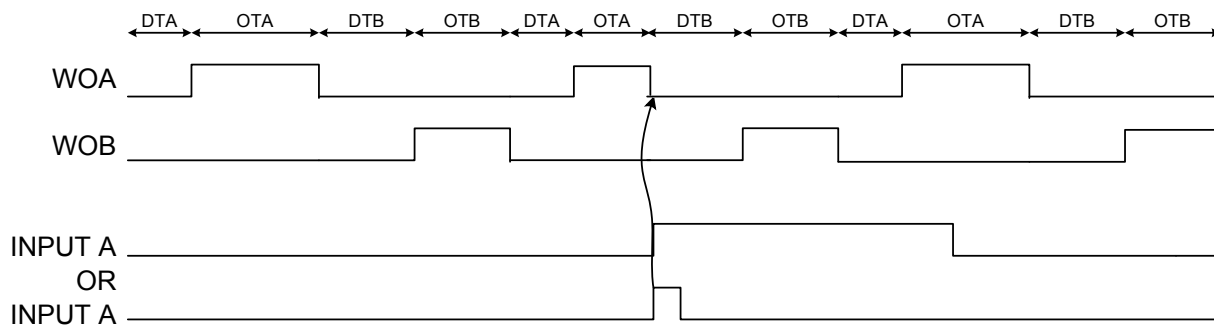 DTA OTA DTB OTB DTA OTA DTB OTB DTA OTA DTB OTB
WOA
WOB
INPUT A
OR
INPUT A